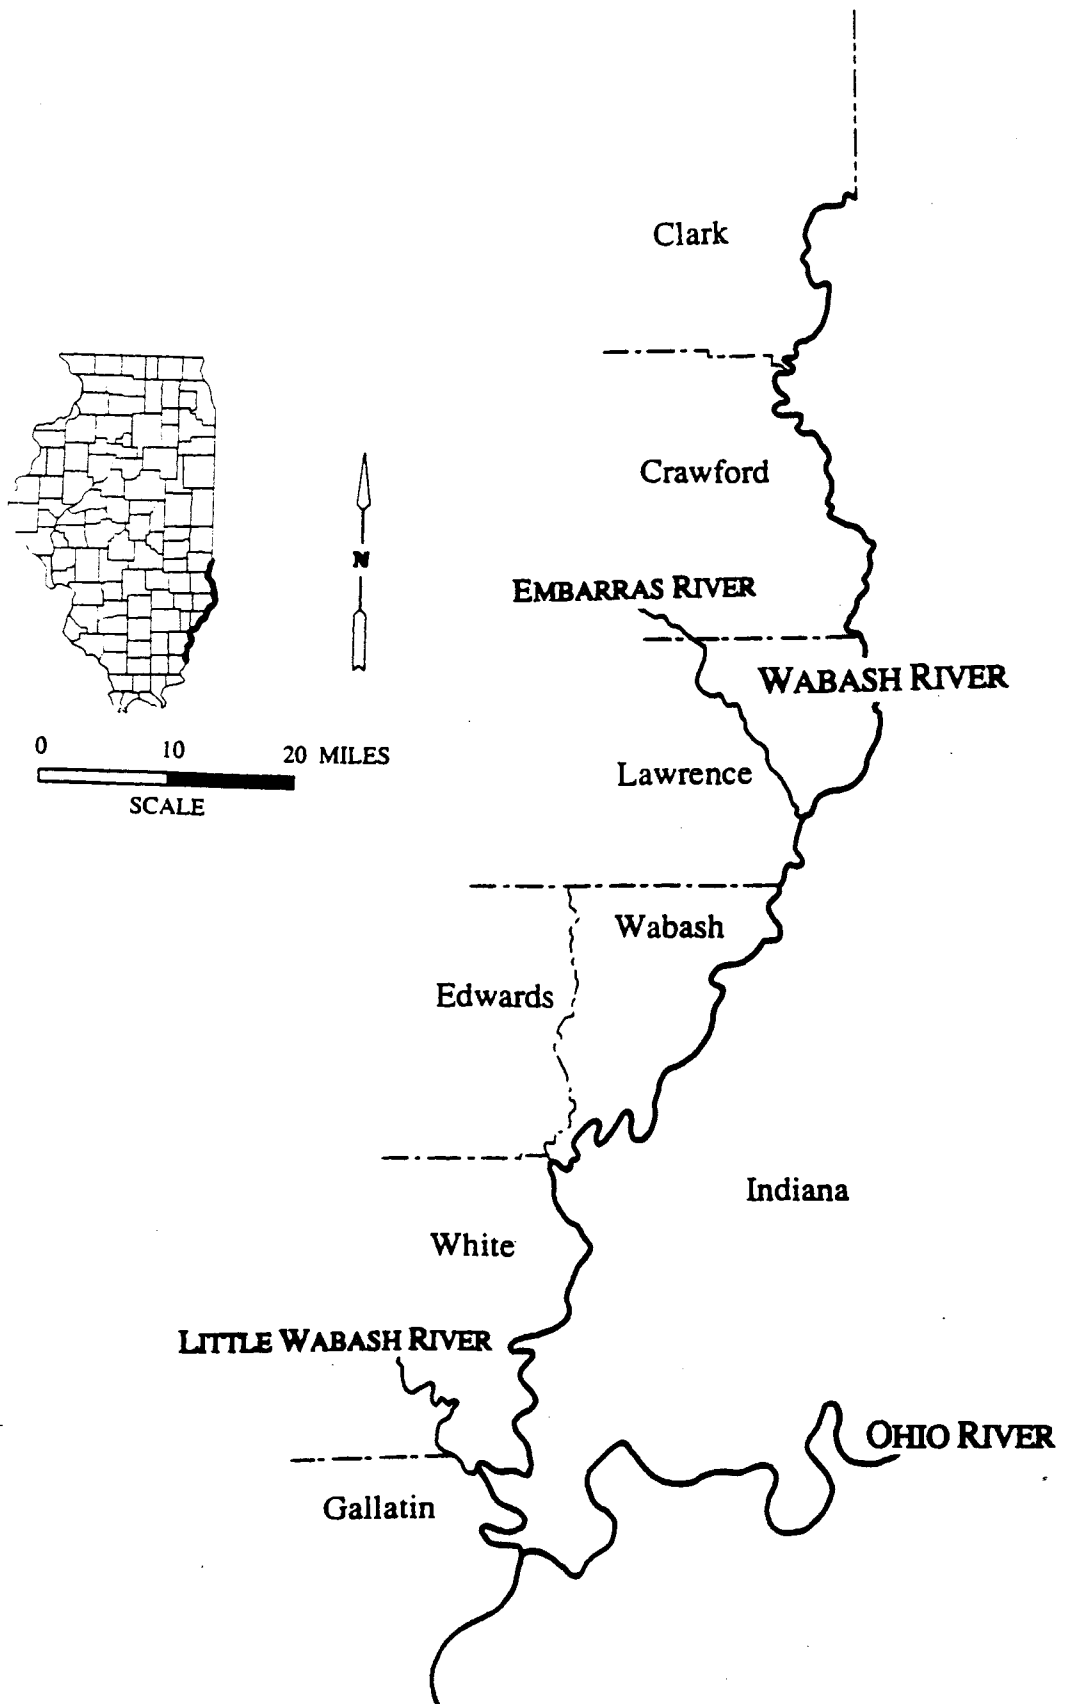 Clark
Crawford
N
EMBARRAS RIVER
WABASH RIVER
0 10 20 MILES
SCALE
Lawrence
Wabash
Edwards
Indiana
White
LITTLE WABASH RIVER
OHIO RIVER
Gallatin